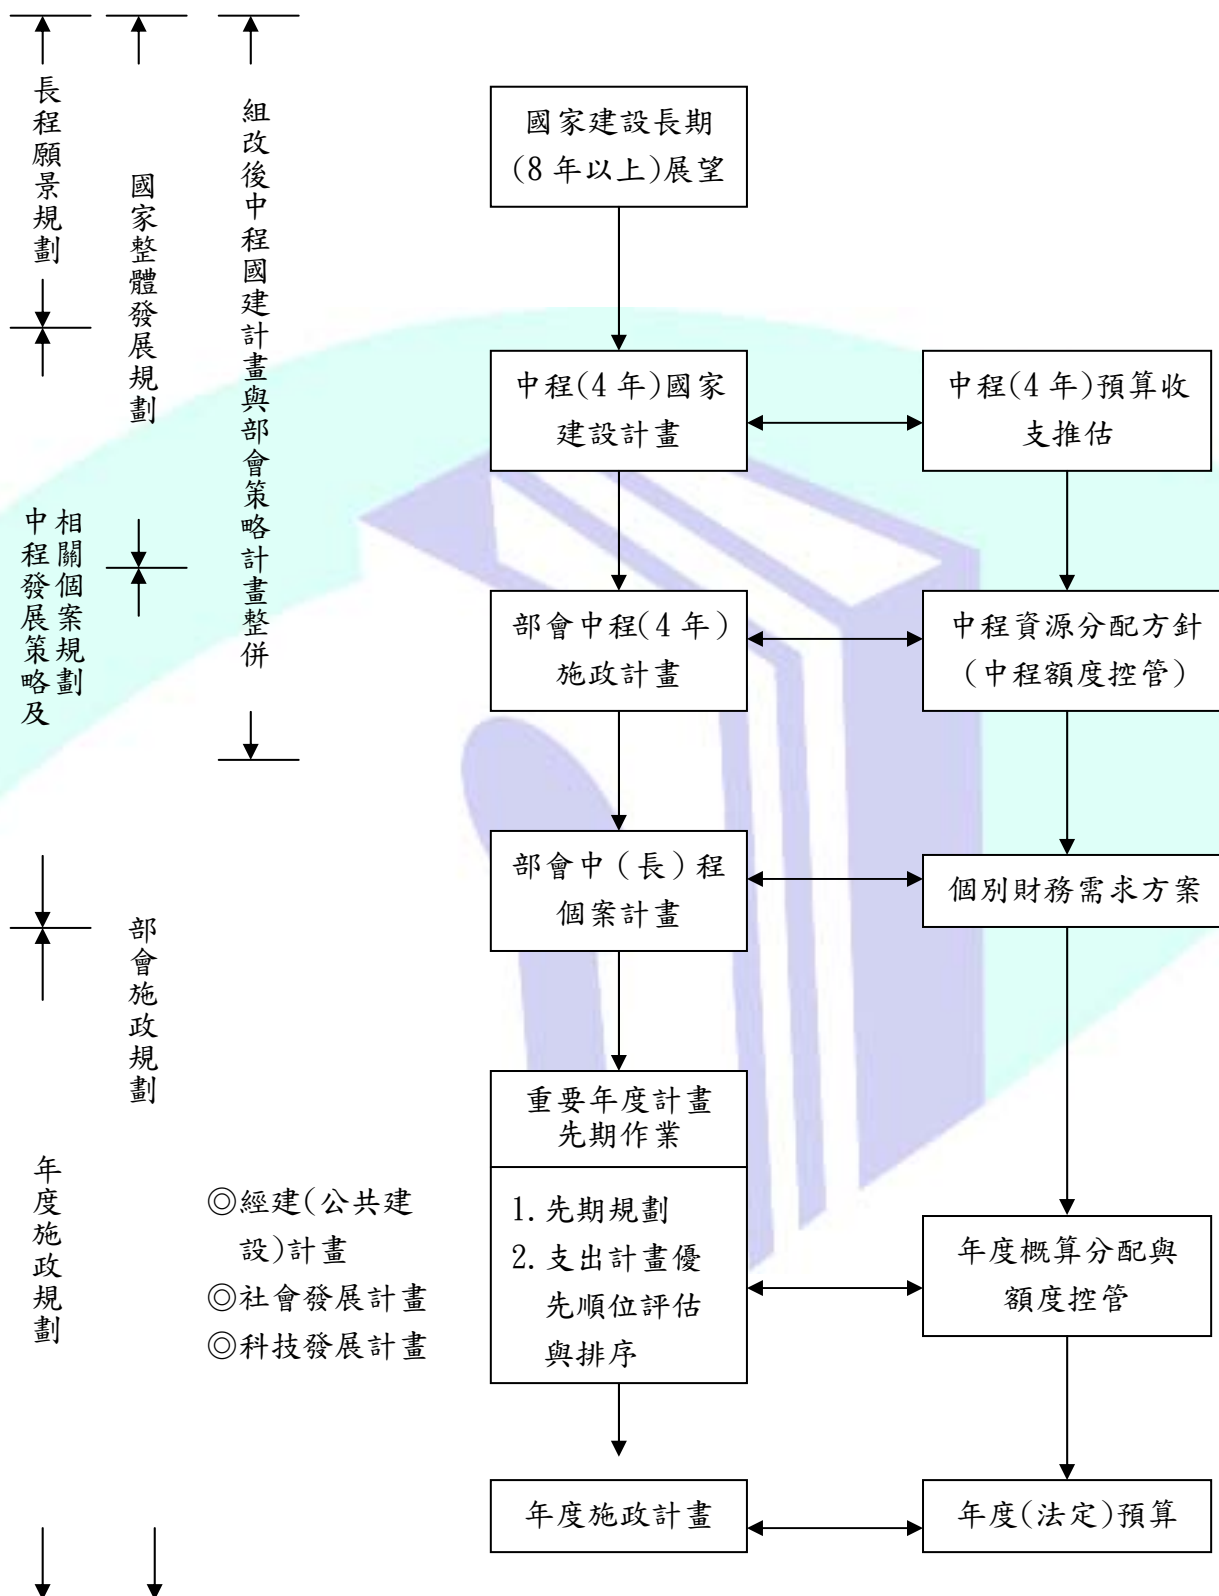 長程願景規劃
中程發展策略及
相關個案規劃
年度施政規劃
國家整體發展規劃
部會施政規劃
組改後中程國建計畫與部會策略計畫整併
國家建設長期
(8 年以上)展望
中程(4 年)國家
建設計畫
中程(4 年)預算收
支推估
部會中程(4 年)
施政計畫
中程資源分配方針
(中程額度控管)
部會中(長)程
個案計畫
個別財務需求方案
重要年度計畫
先期作業
1. 先期規劃
2. 支出計畫優
先順位評估
與排序
◎經建(公共建
設)計畫
◎社會發展計畫
◎科技發展計畫
年度概算分配與
額度控管
年度施政計畫
年度(法定)預算